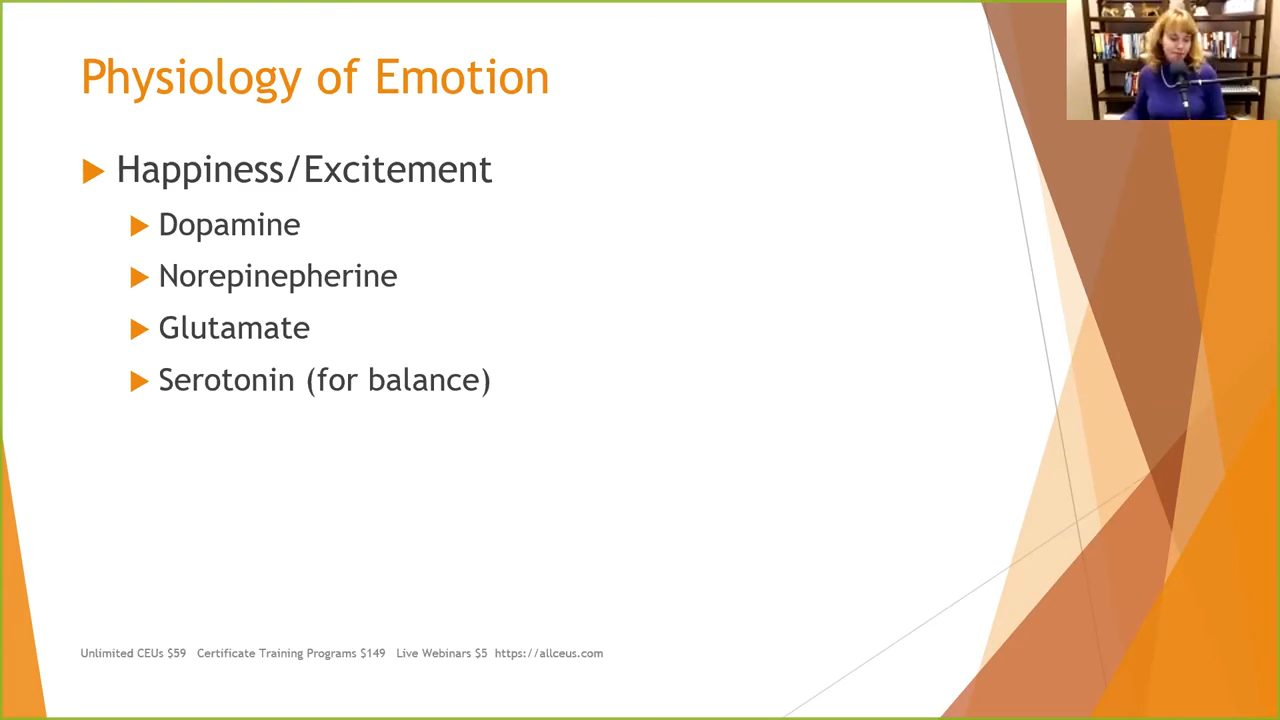 Physiology of Emotion
Happiness/Excitement
Dopamine
Norepinepherine
Glutamate
Serotonin (for balance)
Unlimited CEUs $59 Certificate Training Programs $149 Live Webinars $5 https://allceus.com